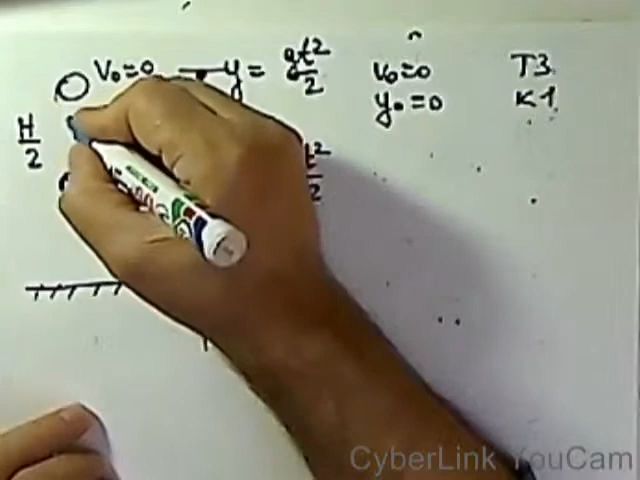 V₀=0 y = gt²/2 v₀=0 T3.
y₀=0 K1.
H/2
t²/2
CyberLink YouCam